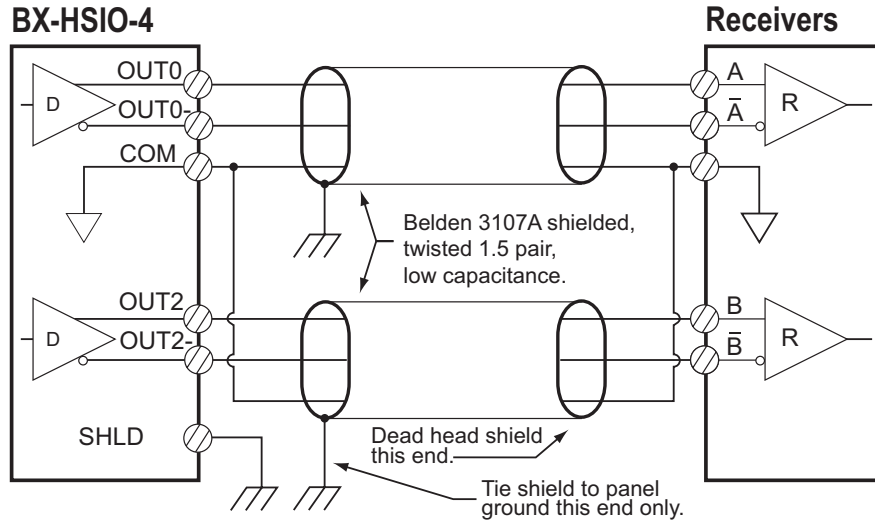 BX-HSIO-4
Receivers
OUT0
D
OUT0-
COM
A
A̅
R
Belden 3107A shielded,
twisted 1.5 pair,
low capacitance.
OUT2
D
OUT2-
B
B̅
R
SHLD
Dead head shield
this end.
Tie shield to panel
ground this end only.